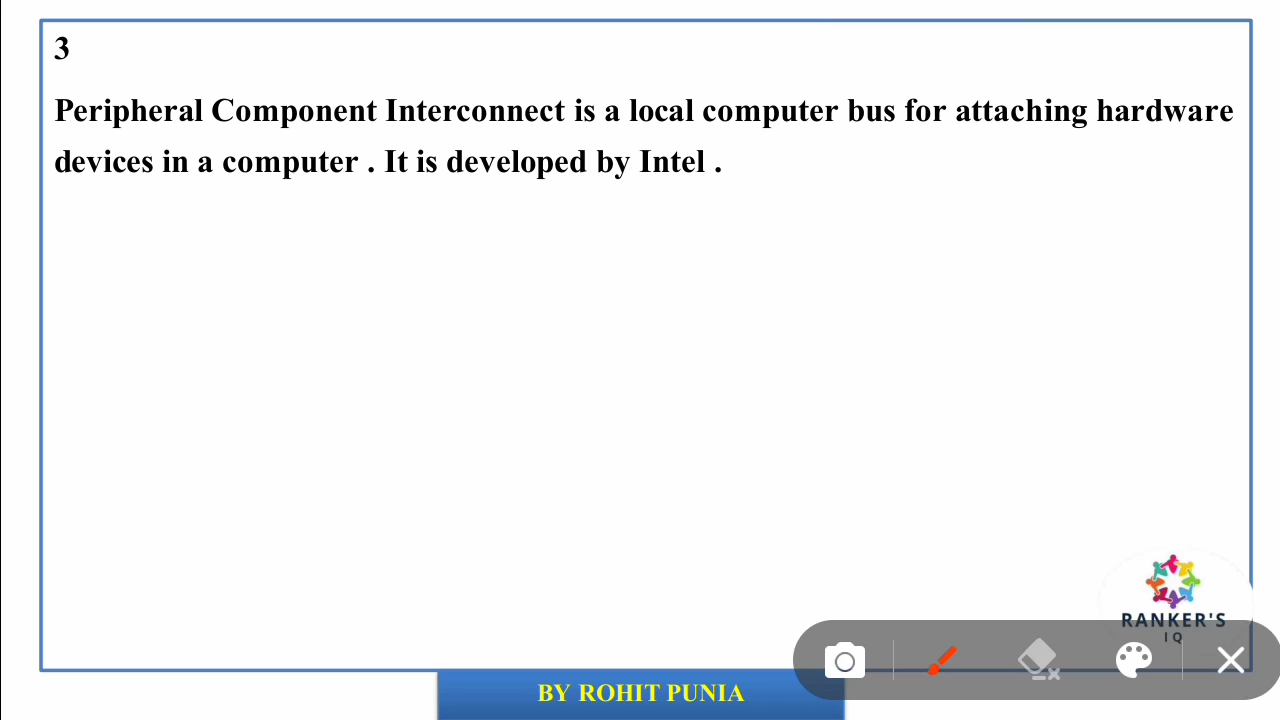 3
Peripheral Component Interconnect is a local computer bus for attaching hardware
devices in a computer . It is developed by Intel .
RANKER'S
IQ
BY ROHIT PUNIA